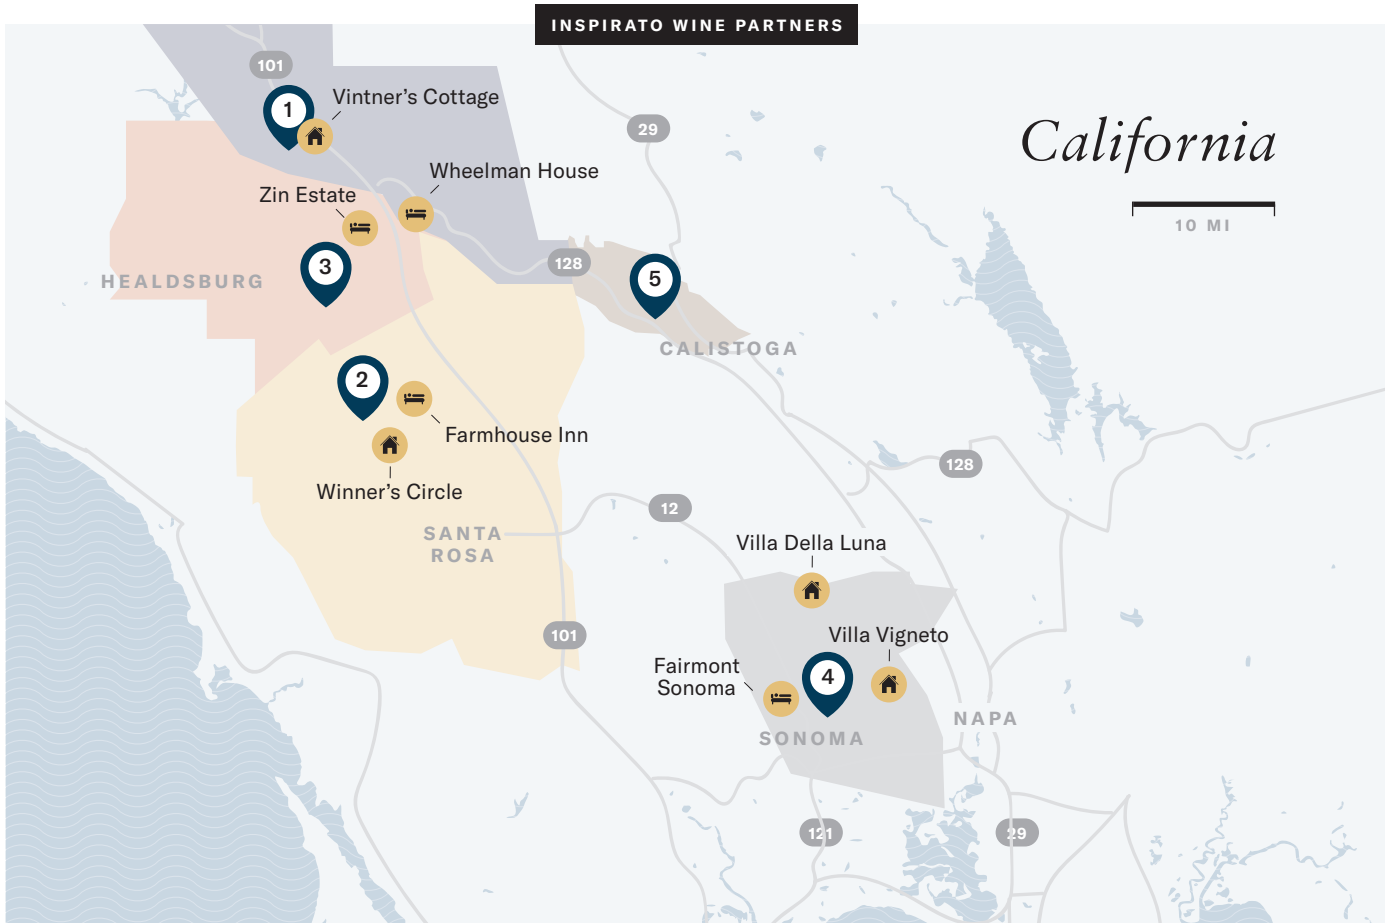 INSPIRATO WINE PARTNERS
101
1
Vintner’s Cottage
29
California
10 MI
Wheelman House
Zin Estate
3
HEALDSBURG
128
5
CALISTOGA
2
Farmhouse Inn
Winner’s Circle
128
12
SANTA
ROSA
Villa Della Luna
101
Villa Vigneto
Fairmont
Sonoma
4
NAPA
SONOMA
121
29